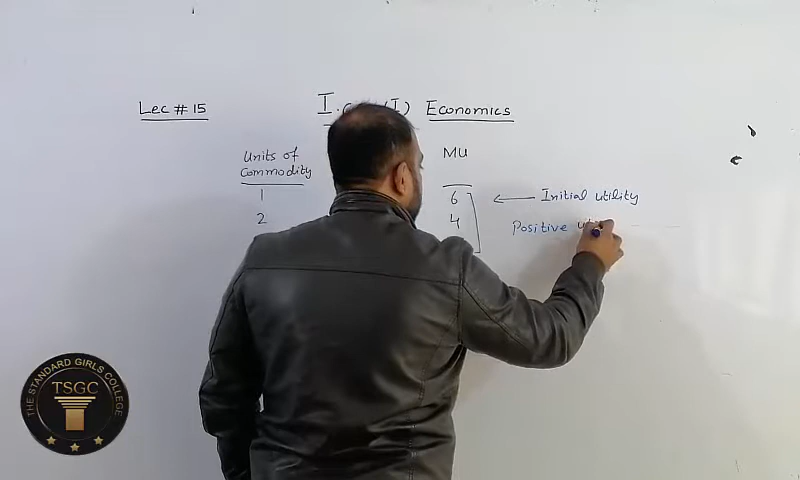 Lec # 15
I. (I) Economics
Units of commodity MU
1 6 ← Initial utility
2 4 Positive
THE STANDARD GIRLS COLLEGE
TSGC